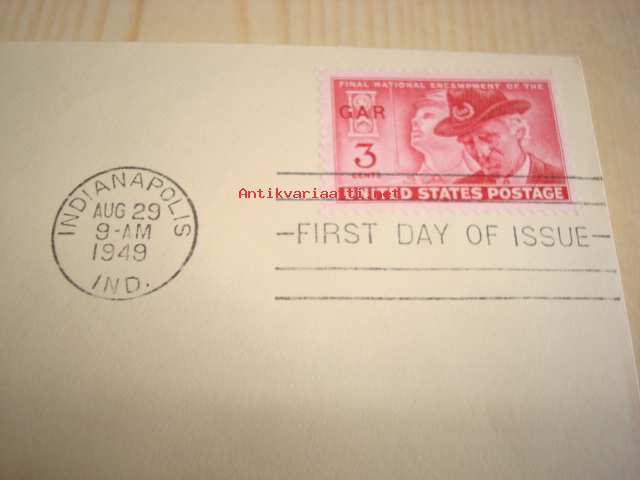 FINAL NATIONAL ENCAMPMENT OF THE
GAR
3
CENTS
UNITED STATES POSTAGE
Antikvariaatti.net
INDIANAPOLIS
AUG 29
9-AM
1949
IND.
-FIRST DAY OF ISSUE-